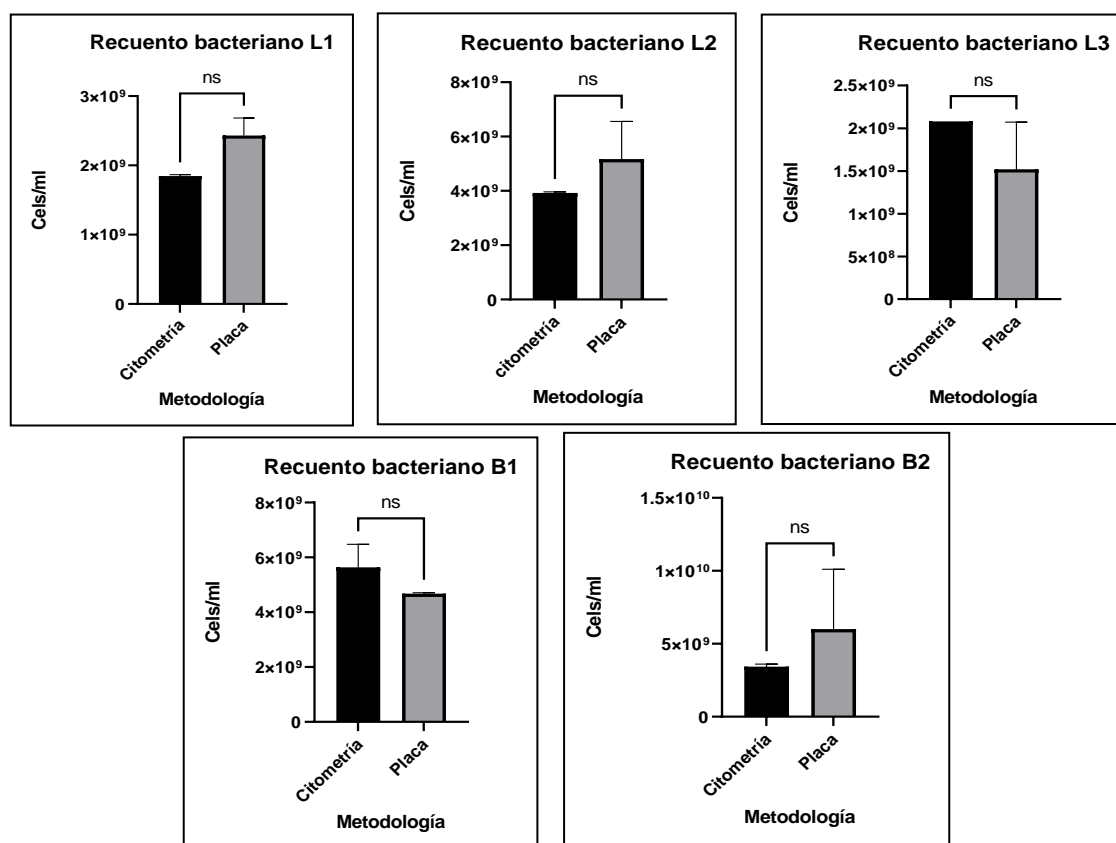 Recuento bacteriano L1
ns
3×10⁹
2×10⁹
1×10⁹
0
Cels/ml
Citometría
Placa
Metodología
Recuento bacteriano L2
ns
8×10⁹
6×10⁹
4×10⁹
2×10⁹
0
Cels/ml
citometría
Placa
Metodología
Recuento bacteriano L3
ns
2.5×10⁹
2×10⁹
1.5×10⁹
1×10⁹
5×10⁸
0
Cels/ml
Citometría
Placa
Metodología
Recuento bacteriano B1
ns
8×10⁹
6×10⁹
4×10⁹
2×10⁹
0
Cels/ml
Citometría
Placa
Metodología
Recuento bacteriano B2
ns
1.5×10¹⁰
1×10¹⁰
5×10⁹
0
Cels/ml
Citometría
Placa
Metodología